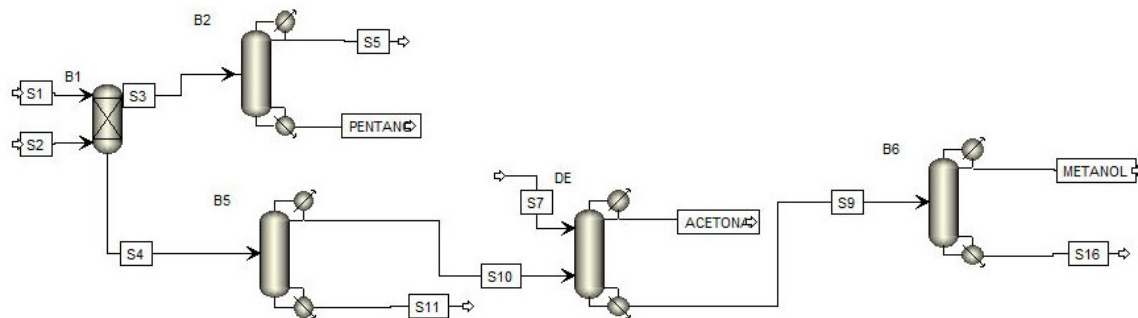 B2
S5
S1
B1
S3
S2
PENTANO
B6
METANOL
DE
B5
S7
S9
ACETONA
S4
S10
S16
S11